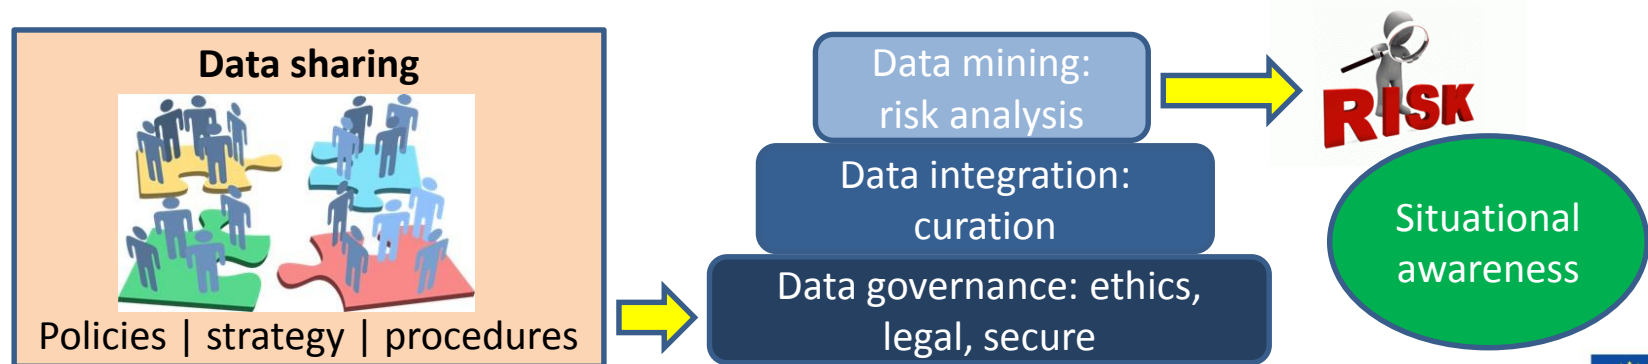 Data sharing
Policies | strategy | procedures
Data mining:
risk analysis
Data integration:
curation
Data governance: ethics,
legal, secure
RISK
Situational
awareness